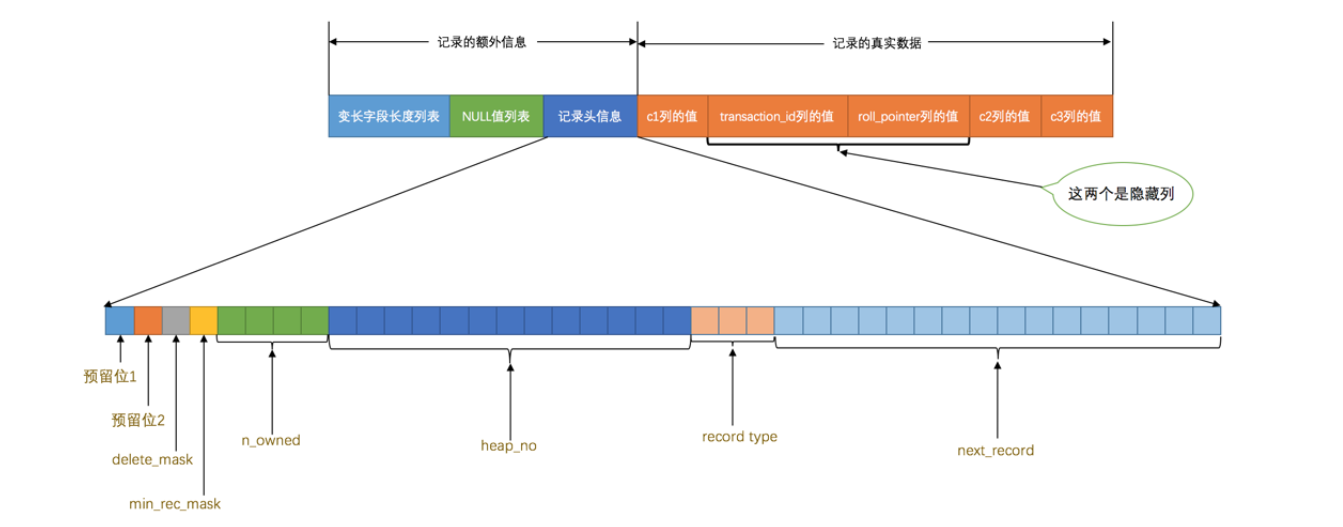 记录的额外信息
记录的真实数据
变长字段长度列表
NULL值列表
记录头信息
c1列的值
transaction_id列的值
roll_pointer列的值
c2列的值
c3列的值
这两个是隐藏列
预留位1
预留位2
delete_mask
min_rec_mask
n_owned
heap_no
record type
next_record